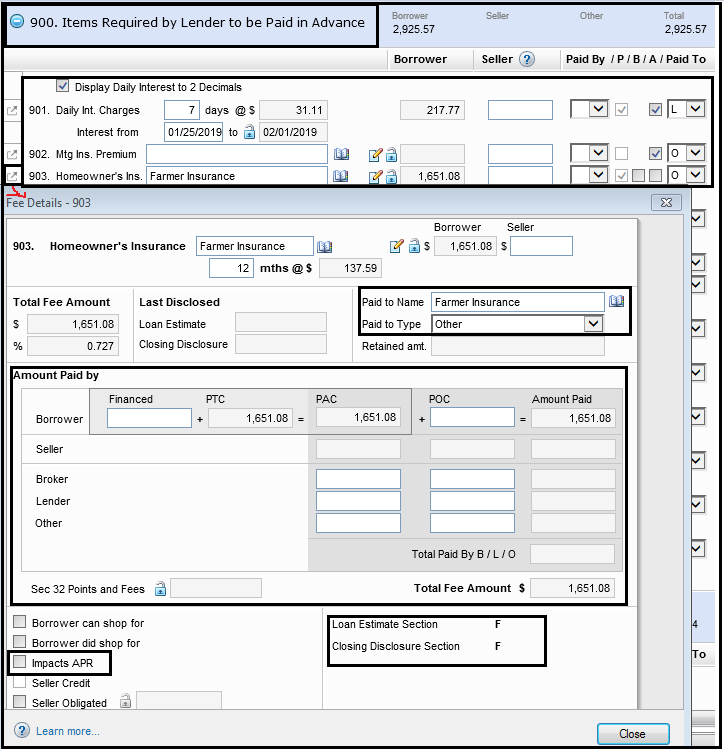 900. Items Required by Lender to be Paid in Advance
Borrower Seller Other Total
2,925.57 2,925.57
Borrower Seller ? Paid By / P / B / A / Paid To
Display Daily Interest to 2 Decimals
901. Daily Int. Charges 7 days @ $ 31.11 217.77 L
Interest from 01/25/2019 to 02/01/2019
902. Mtg Ins. Premium O
903. Homeowner's Ins. Farmer Insurance 1,651.08 O
Fee Details - 903
Borrower Seller
903. Homeowner's Insurance Farmer Insurance $ 1,651.08 $
12 mths @ $ 137.59
Total Fee Amount Last Disclosed Paid to Name Farmer Insurance
$ 1,651.08 Loan Estimate Paid to Type Other
% 0.727 Closing Disclosure Retained amt.
Amount Paid by
Financed PTC PAC POC Amount Paid
Borrower + 1,651.08 = 1,651.08 + = 1,651.08
Seller
Broker
Lender
Other
Total Paid By B / L / O
Sec 32 Points and Fees Total Fee Amount $ 1,651.08
Borrower can shop for Loan Estimate Section F
Borrower did shop for Closing Disclosure Section F
4
Impacts APR To
Seller Credit
Seller Obligated
? Learn more... Close